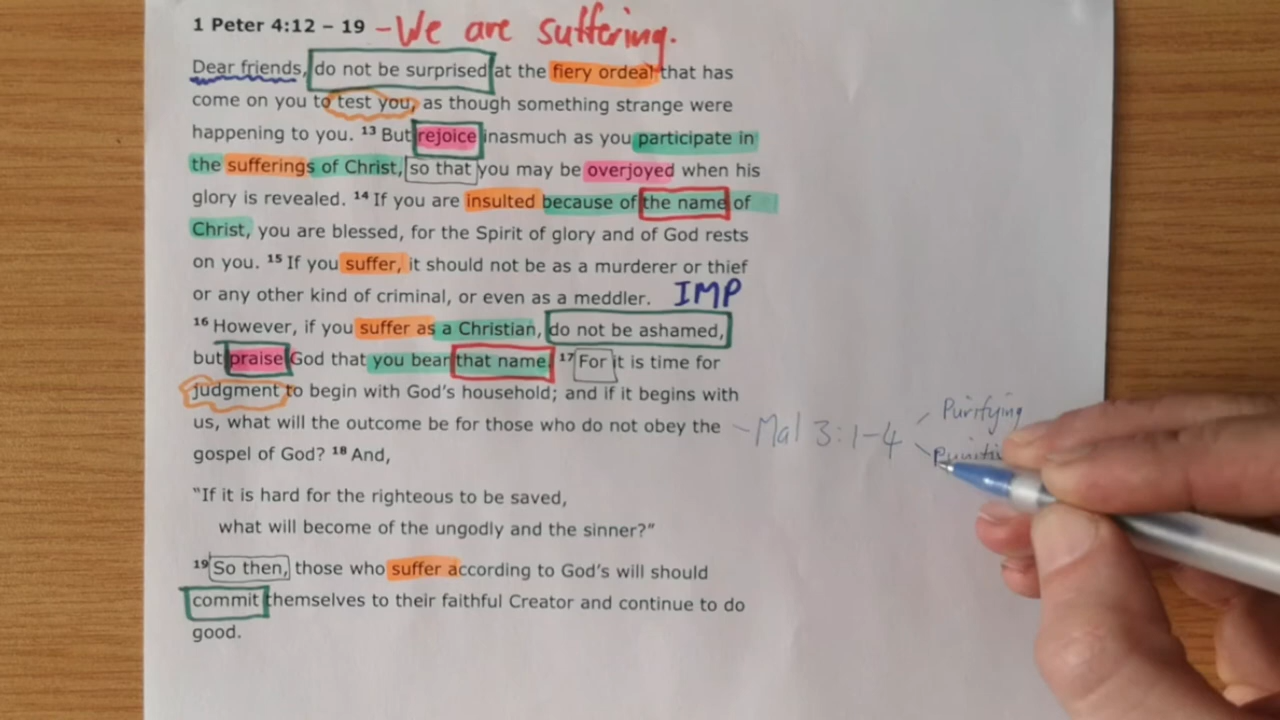 1 Peter 4:12 – 19 -We are suffering.
Dear friends, do not be surprised at the fiery ordeal that has
come on you to test you, as though something strange were
happening to you. ¹³ But rejoice inasmuch as you participate in
the sufferings of Christ, so that you may be overjoyed when his
glory is revealed. ¹⁴ If you are insulted because of the name of
Christ, you are blessed, for the Spirit of glory and of God rests
on you. ¹⁵ If you suffer, it should not be as a murderer or thief
or any other kind of criminal, or even as a meddler. IMP
¹⁶ However, if you suffer as a Christian, do not be ashamed,
but praise God that you bear that name. ¹⁷ For it is time for
judgment to begin with God's household; and if it begins with
us, what will the outcome be for those who do not obey the
gospel of God? ¹⁸ And,
Mal 3:1-4
Purifying
"If it is hard for the righteous to be saved,
what will become of the ungodly and the sinner?"
¹⁹ So then, those who suffer according to God's will should
commit themselves to their faithful Creator and continue to do
good.